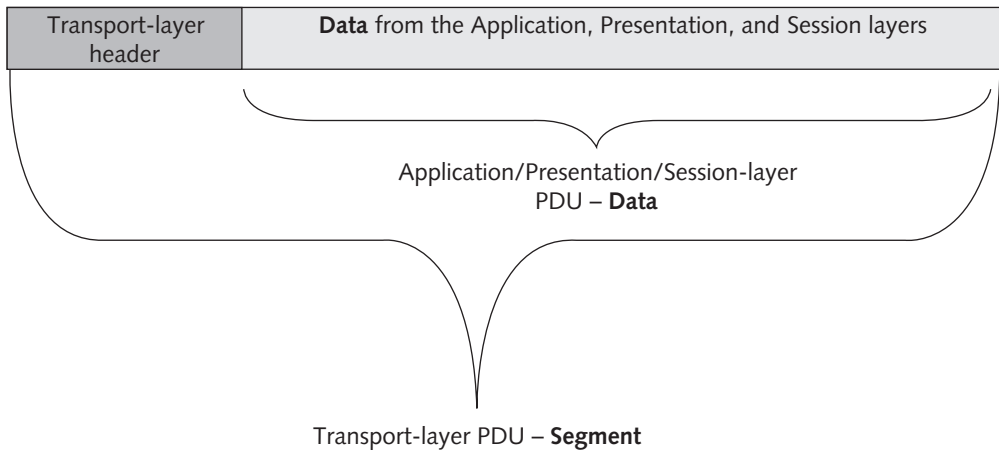 Transport-layer
header
Data from the Application, Presentation, and Session layers
Application/Presentation/Session-layer
PDU – Data
Transport-layer PDU – Segment